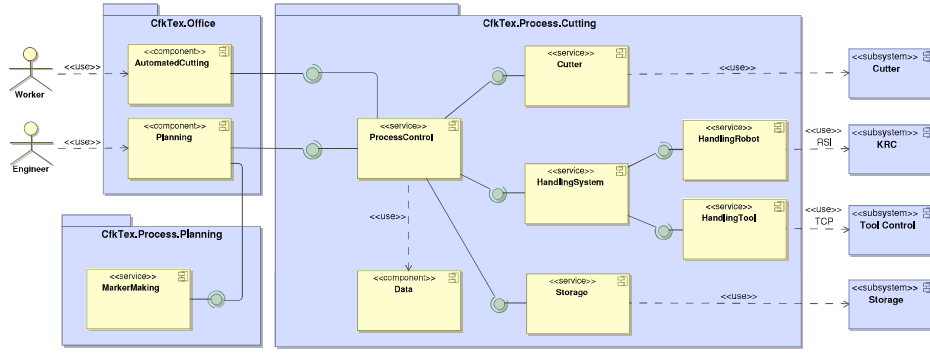 CfkTex.Office
CfkTex.Process.Cutting
<<component>>
AutomatedCutting
<<service>>
Cutter
<<subsystem>>
Cutter
<<use>>
<<use>>
Worker
<<component>>
Planning
<<service>>
ProcessControl
<<service>>
HandlingRobot
<<use>>
RSI
<<subsystem>>
KRC
<<use>>
Engineer
<<service>>
HandlingSystem
<<service>>
HandlingTool
<<use>>
TCP
<<subsystem>>
Tool Control
<<use>>
CfkTex.Process.Planning
<<service>>
MarkerMaking
<<component>>
Data
<<service>>
Storage
<<use>>
<<subsystem>>
Storage